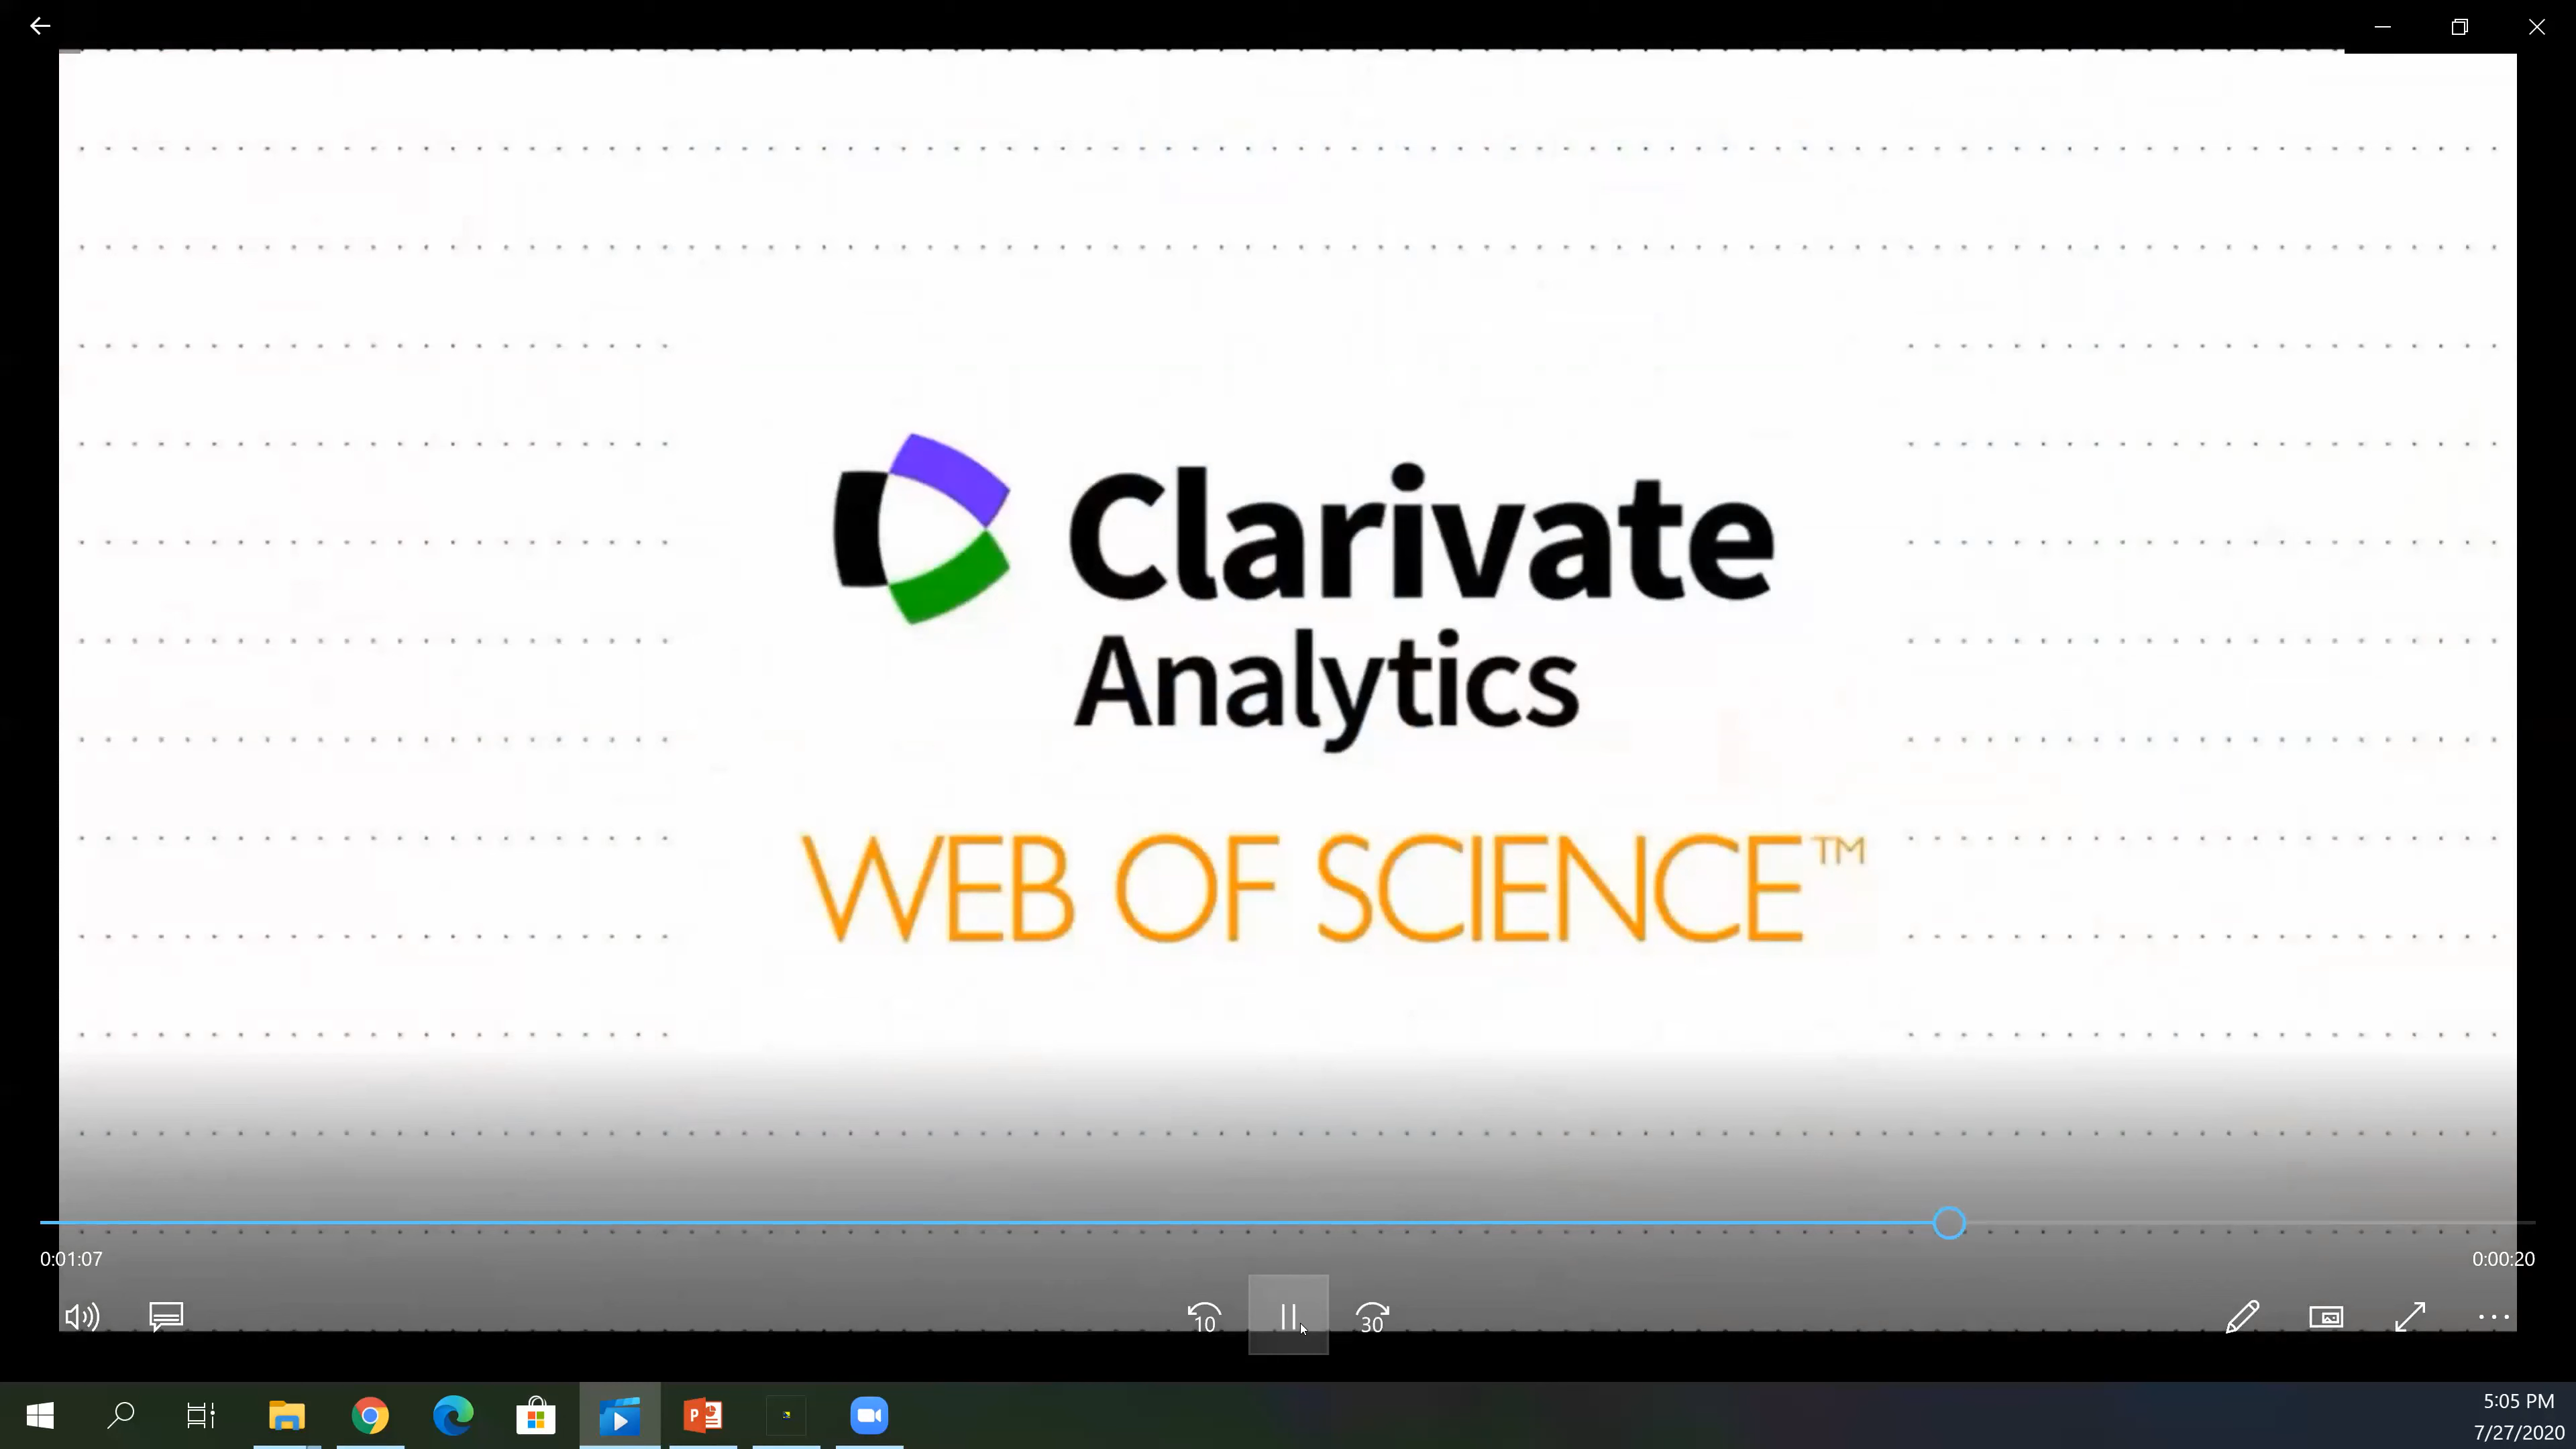 Clarivate
Analytics
WEB OF SCIENCE™
0:01:07
0:00:20
10
30
5:05 PM
7/27/2020